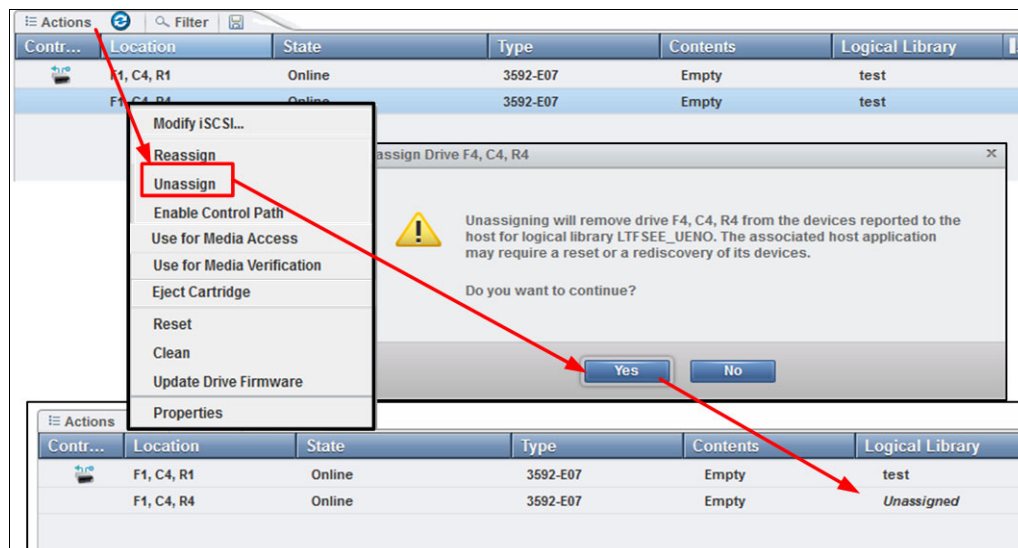 Actions Filter
Contr... Location State Type Contents Logical Library
F1, C4, R1 Online 3592-E07 Empty test
F1, C4, R4 Online 3592-E07 Empty test
Modify iSCSI...
Reassign
Unassign
Enable Control Path
Use for Media Access
Use for Media Verification
Eject Cartridge
Reset
Clean
Update Drive Firmware
Properties
assign Drive F4, C4, R4
Unassigning will remove drive F4, C4, R4 from the devices reported to the
host for logical library LTFSEE_UENO. The associated host application
may require a reset or a rediscovery of its devices.
Do you want to continue?
Yes No
Actions
Contr... Location State Type Contents Logical Library
F1, C4, R1 Online 3592-E07 Empty test
F1, C4, R4 Online 3592-E07 Empty Unassigned